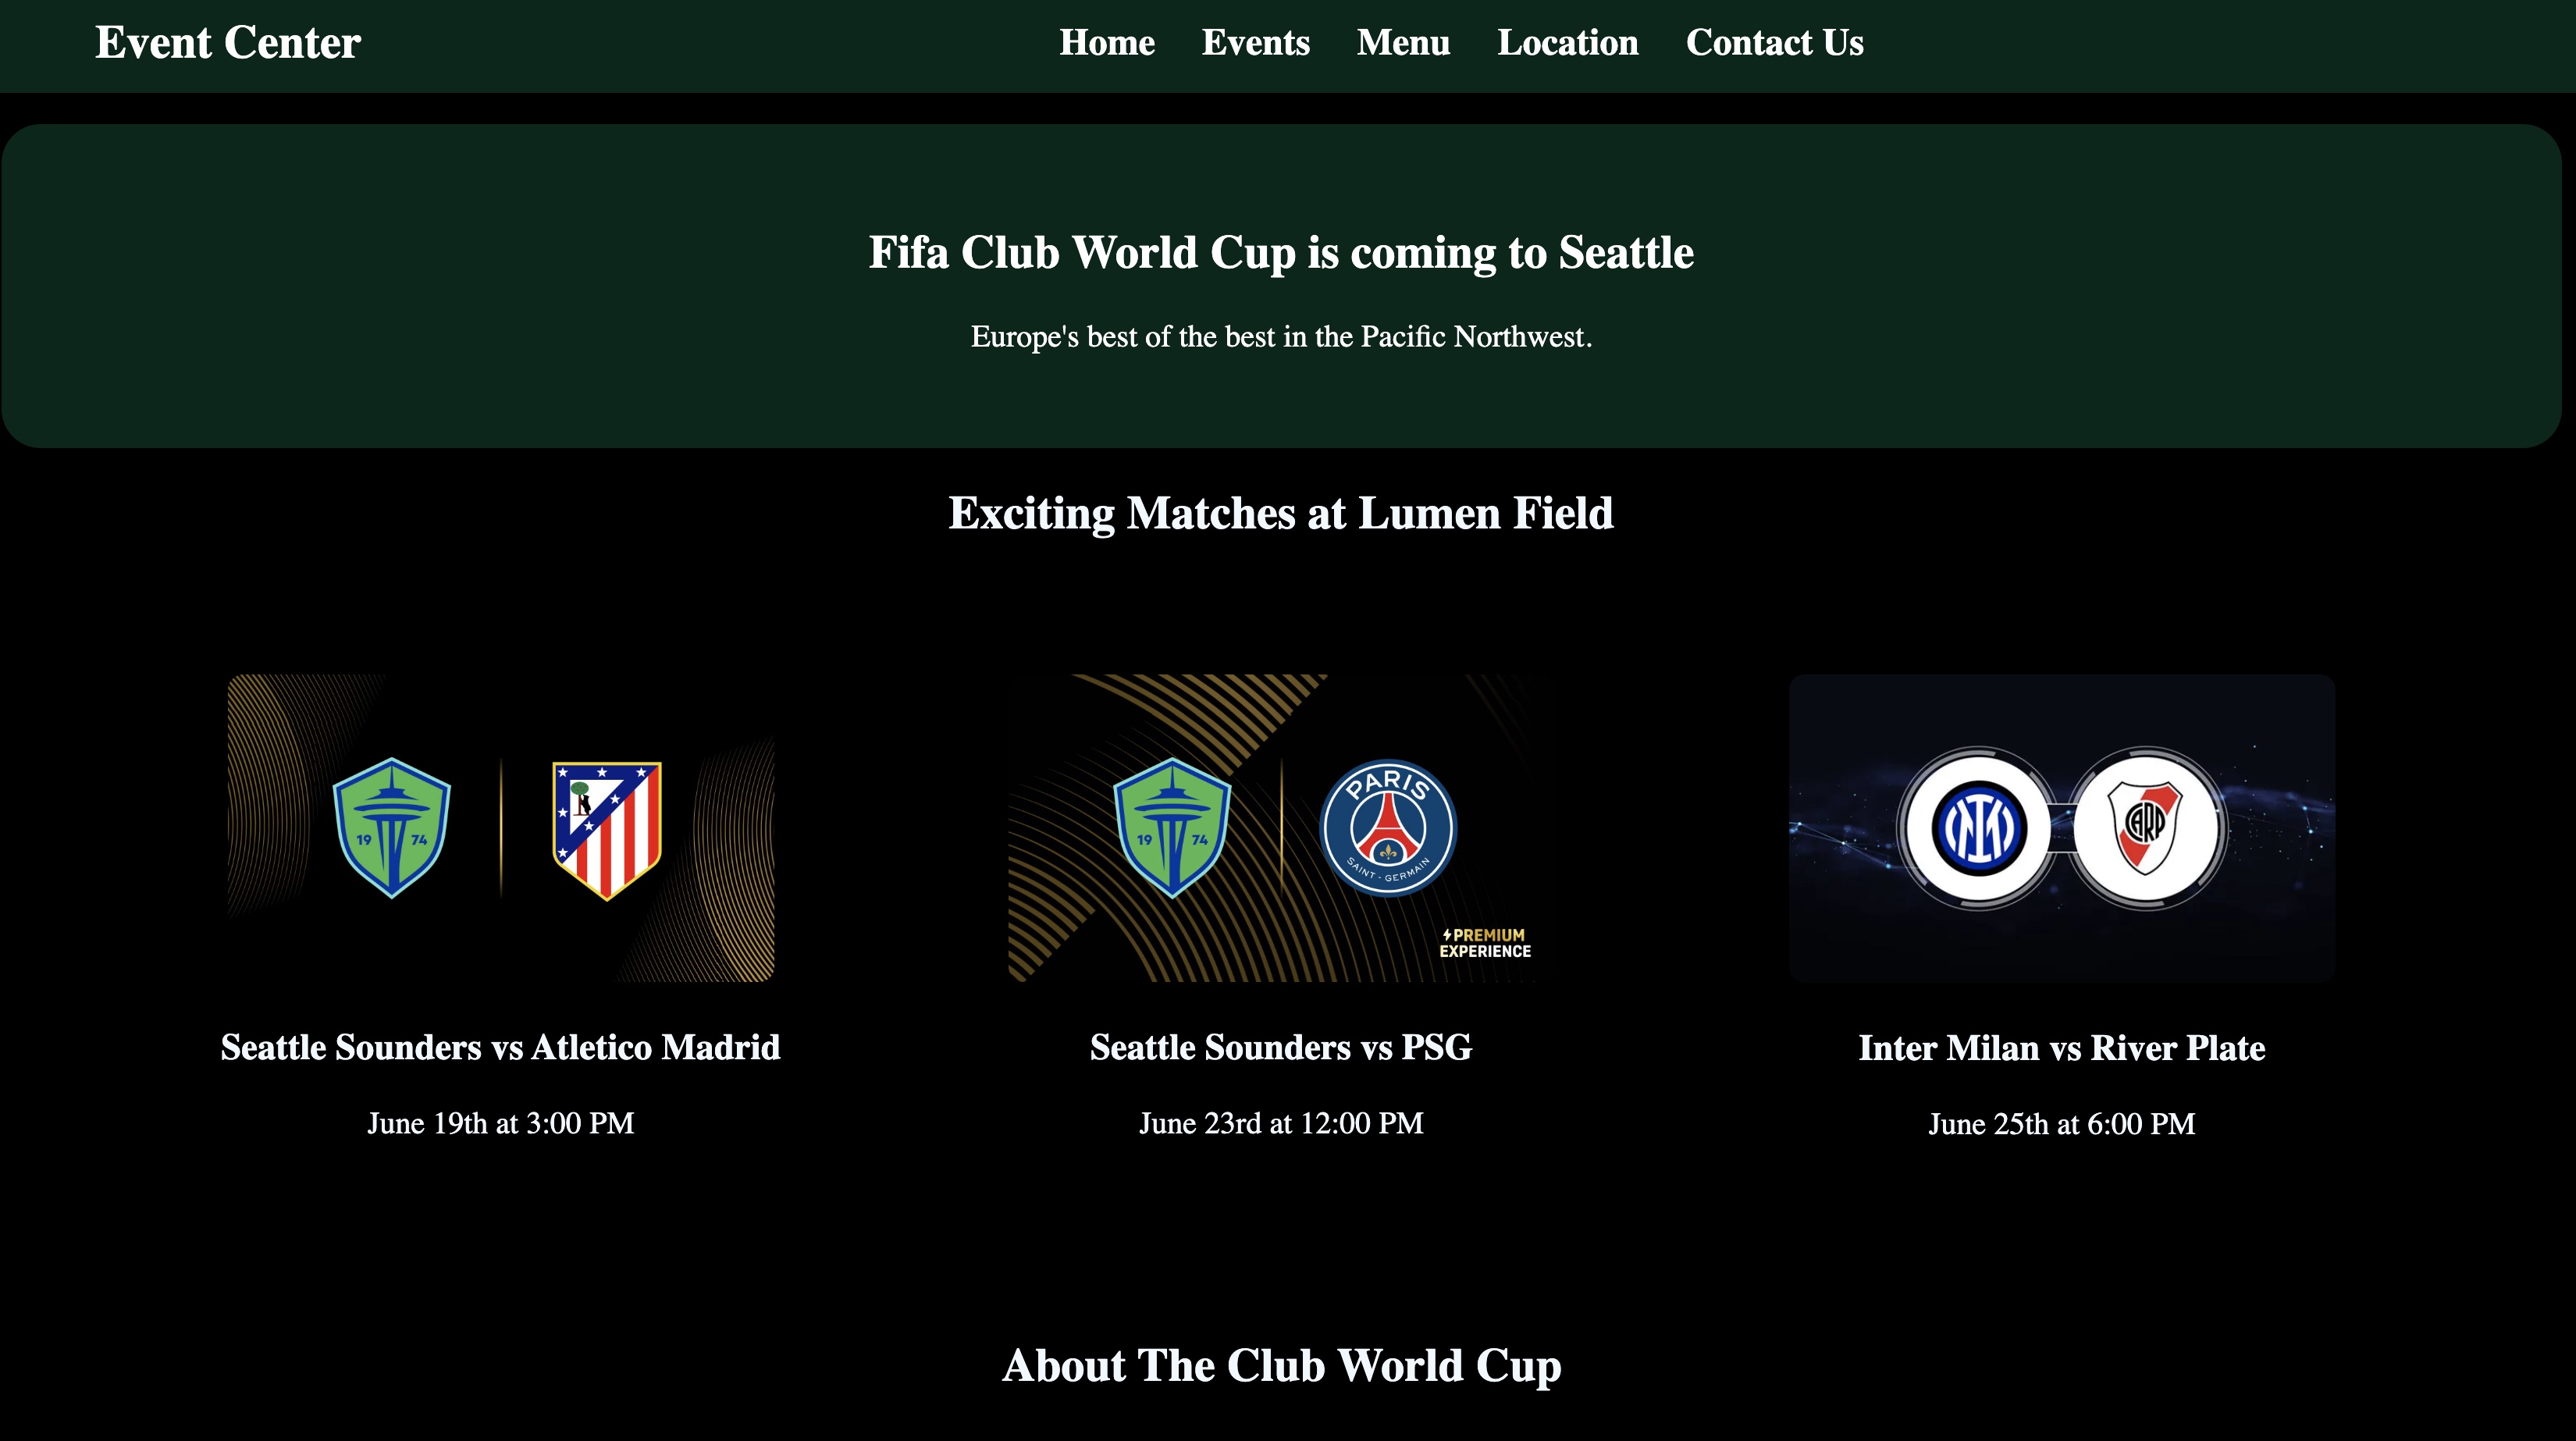 Event Center
Home Events Menu Location Contact Us
Fifa Club World Cup is coming to Seattle
Europe's best of the best in the Pacific Northwest.
Exciting Matches at Lumen Field
19 74
19 74
PARIS
SAINT - GERMAIN
PREMIUM
EXPERIENCE
CARP
Seattle Sounders vs Atletico Madrid
June 19th at 3:00 PM
Seattle Sounders vs PSG
June 23rd at 12:00 PM
Inter Milan vs River Plate
June 25th at 6:00 PM
About The Club World Cup